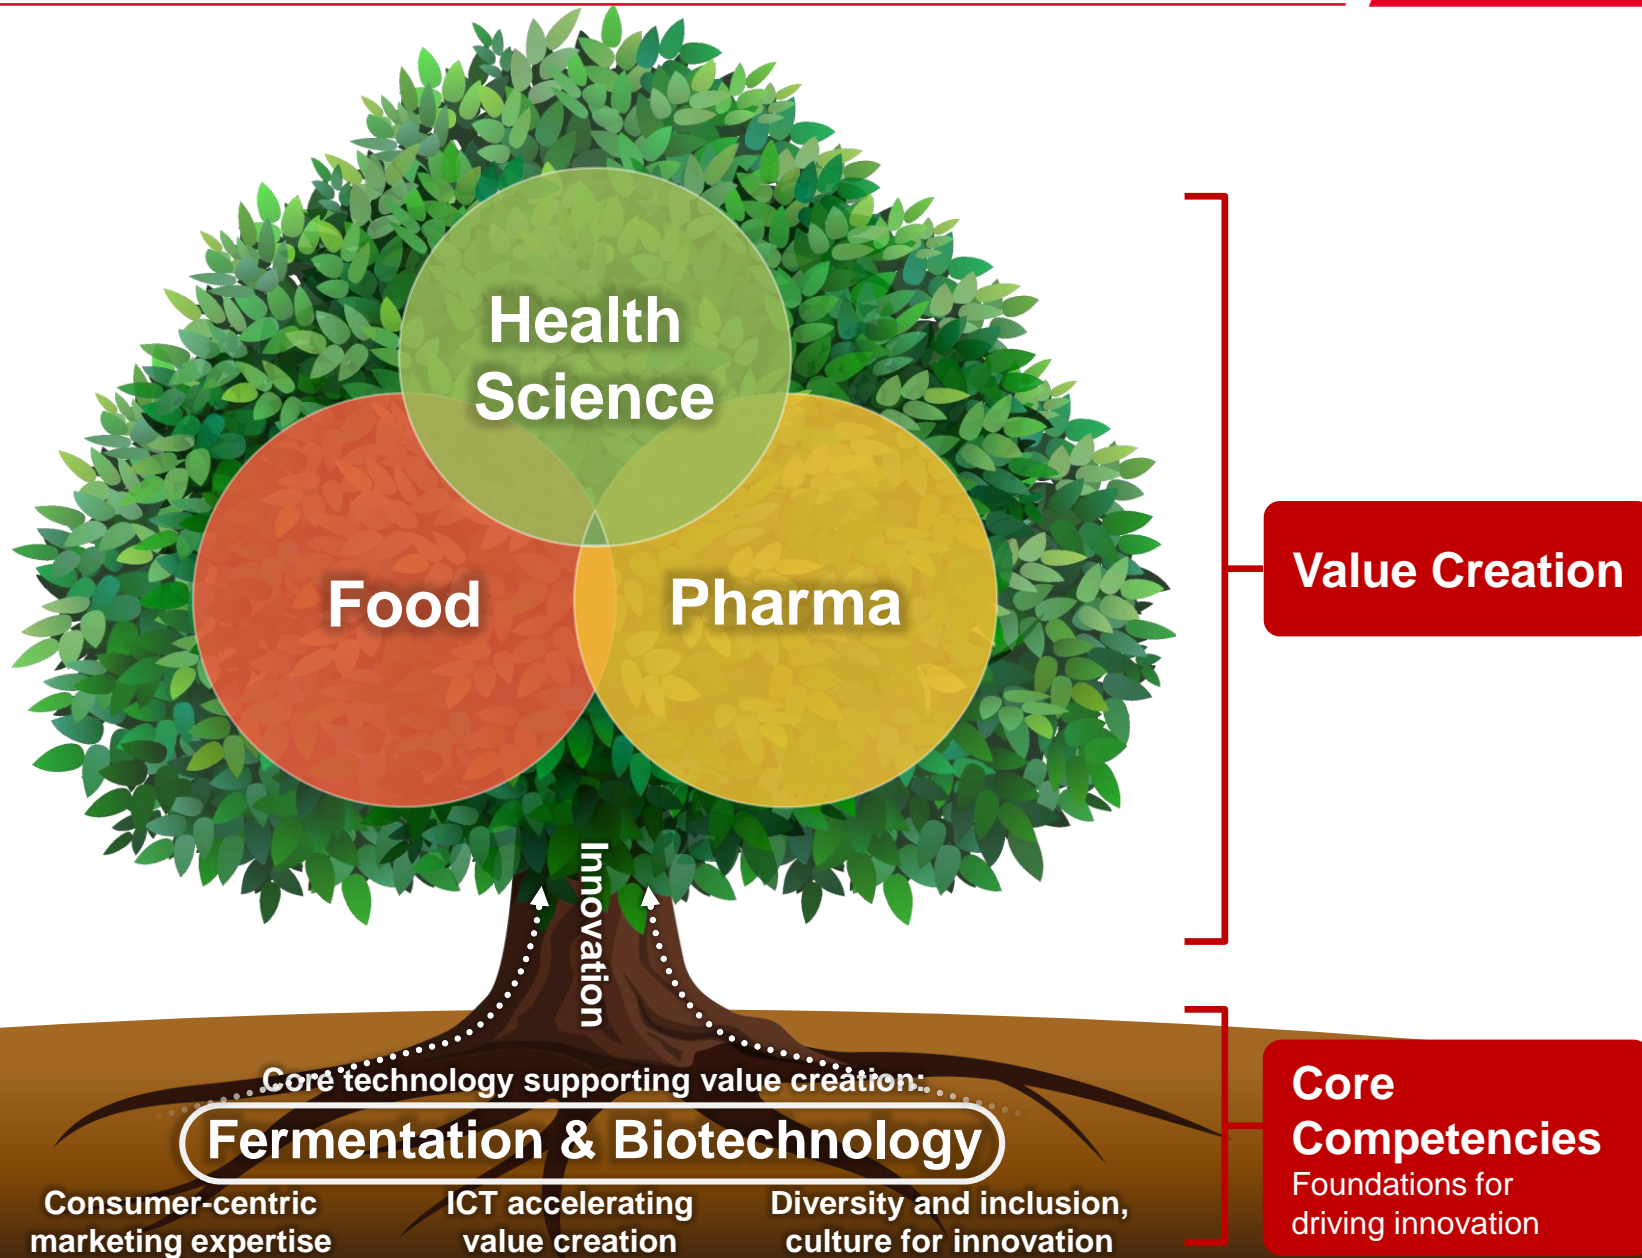 Health
Science
Food
Pharma
Value Creation
Innovation
Core technology supporting value creation:
Fermentation & Biotechnology
Consumer-centric
marketing expertise
ICT accelerating
value creation
Diversity and inclusion,
culture for innovation
Core
Competencies
Foundations for
driving innovation